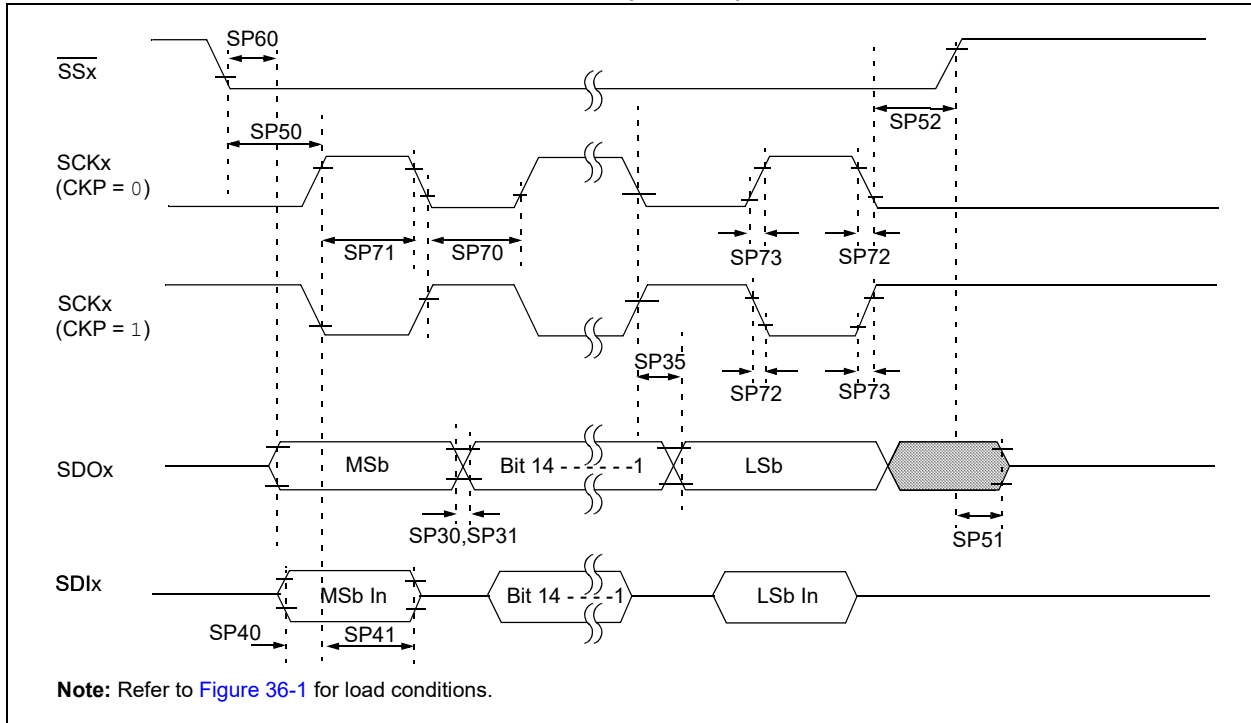 SP60
SSx
SP50
SP52
SCKx
(CKP = 0)
SP71
SP70
SP73
SP72
SCKx
(CKP = 1)
SP35
SP72
SP73
SDOx
MSb
Bit 14 - - - - - -1
LSb
SP30,SP31
SP51
SDIx
MSb In
Bit 14 - - - -1
LSb In
SP40
SP41
Note: Refer to Figure 36-1 for load conditions.